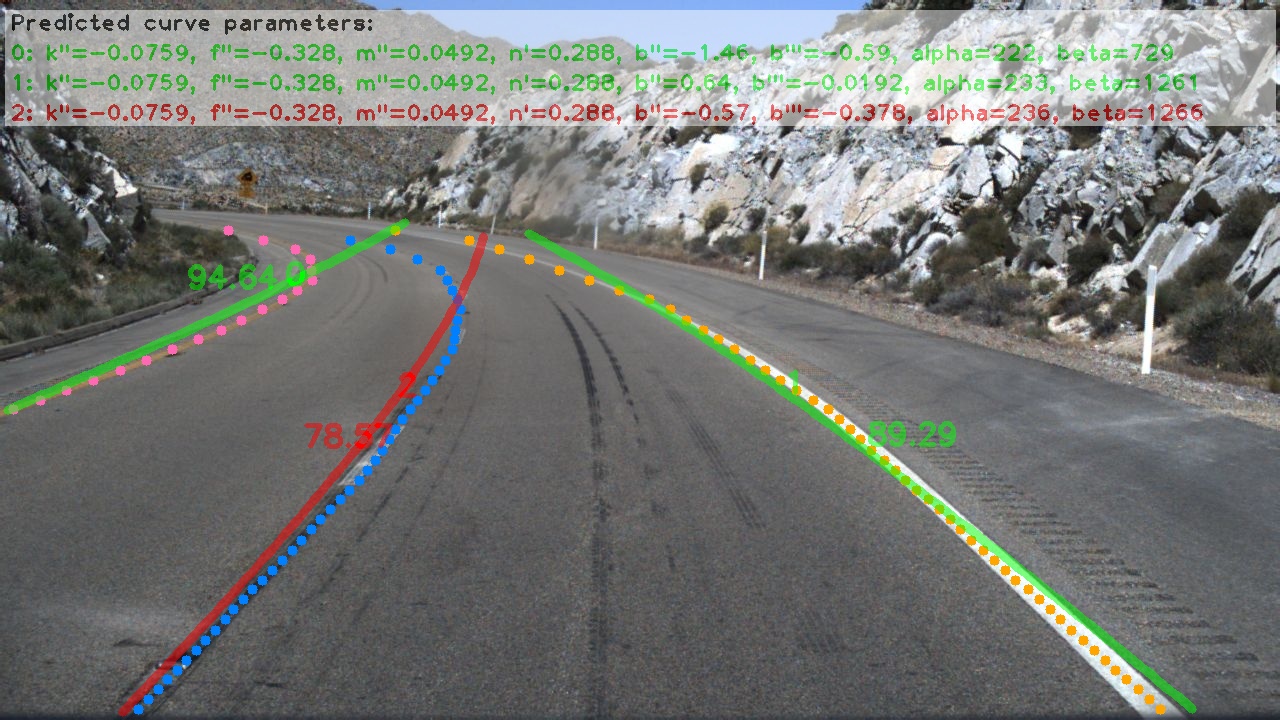 Predicted curve parameters:
0: k''=-0.0759, f''=-0.328, m''=0.0492, n'=0.288, b''=-1.46, b'''=-0.59, alpha=222, beta=729
1: k''=-0.0759, f''=-0.328, m''=0.0492, n'=0.288, b''=0.64, b'''=-0.0192, alpha=233, beta=1261
2: k''=-0.0759, f''=-0.328, m''=0.0492, n'=0.288, b''=-0.57, b'''=-0.378, alpha=236, beta=1266
94.64 0
2
1
78.57
89.29